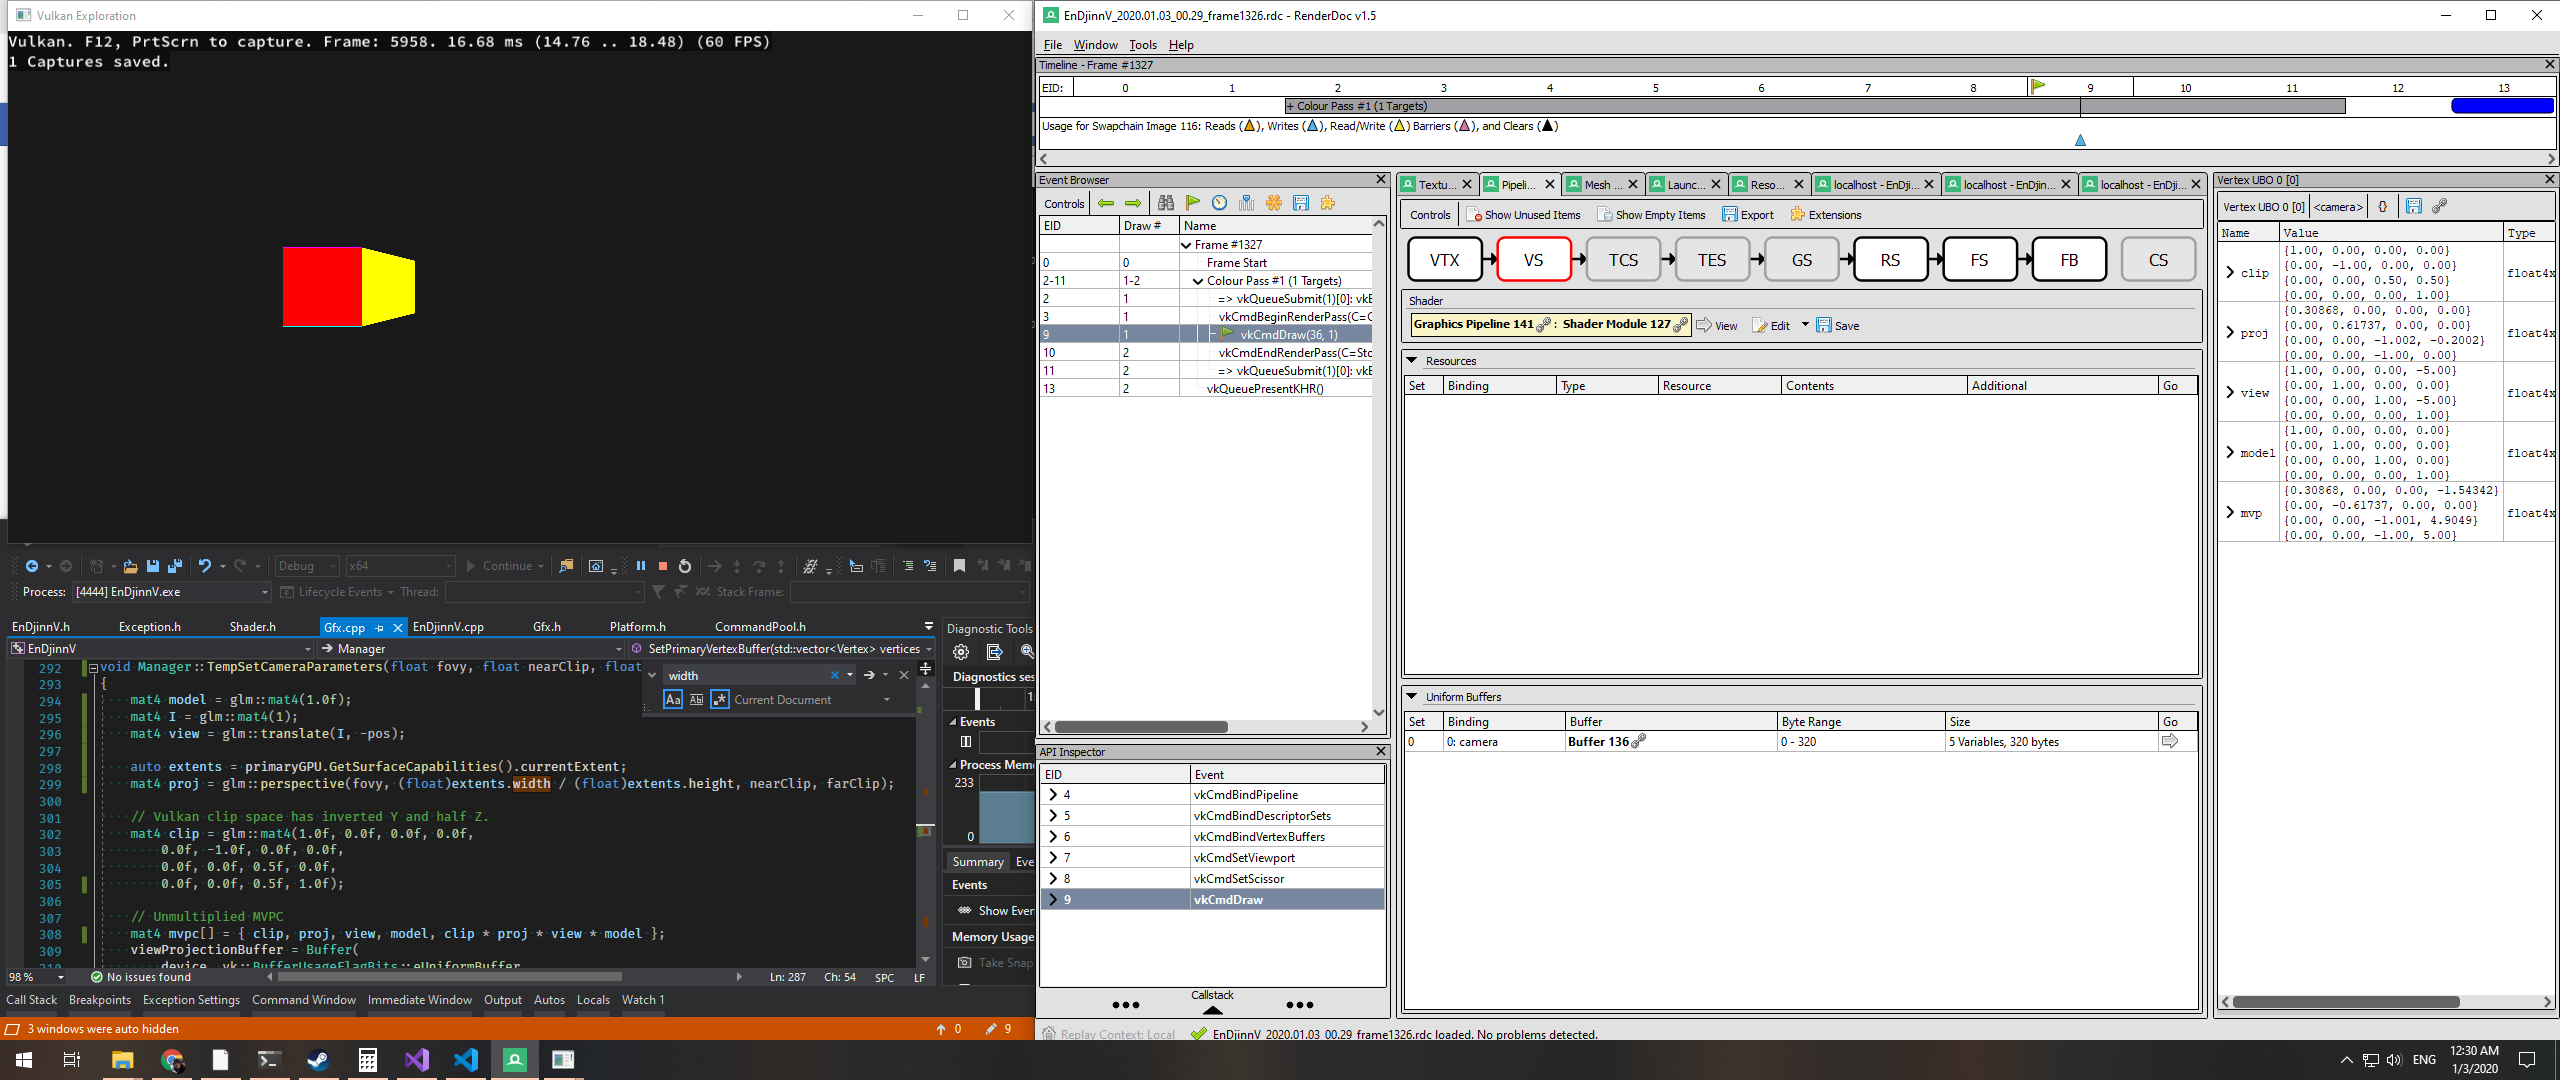 Vulkan Exploration
Vulkan. F12, PrtScrn to capture. Frame: 5958. 16.68 ms (14.76 .. 18.48) (60 FPS)
1 Captures saved.
Debug x64 Continue
Process: [4444] EnDjinnV.exe Lifecycle Events Thread: Stack Frame:
EnDjinnV.h Exception.h Shader.h Gfx.cpp EnDjinnV.cpp Gfx.h Platform.h CommandPool.h
EnDjinnV Manager SetPrimaryVertexBuffer(std::vector<Vertex> vertices
width
Aa Ab .* Current Document
292 void Manager::TempSetCameraParameters(float fovy, float nearClip, float
293 {
294 mat4 model = glm::mat4(1.0f);
295 mat4 I = glm::mat4(1);
296 mat4 view = glm::translate(I, -pos);
297
298 auto extents = primaryGPU.GetSurfaceCapabilities().currentExtent;
299 mat4 proj = glm::perspective(fovy, (float)extents.width / (float)extents.height, nearClip, farClip);
300
301 // Vulkan clip space has inverted Y and half Z.
302 mat4 clip = glm::mat4(1.0f, 0.0f, 0.0f, 0.0f,
303 0.0f, -1.0f, 0.0f, 0.0f,
304 0.0f, 0.0f, 0.5f, 0.0f,
305 0.0f, 0.0f, 0.5f, 1.0f);
306
307 // Unmultiplied MVPC
308 mat4 mvpc[] = { clip, proj, view, model, clip * proj * view * model };
309 viewProjectionBuffer = Buffer(
310 device, vk::BufferUsageFlagBits::eUniformBuffer
98 % No issues found Ln: 287 Ch: 54 SPC LF
Call Stack Breakpoints Exception Settings Command Window Immediate Window Output Autos Locals Watch 1
3 windows were auto hidden 0 9
Diagnostic Tools
Diagnostics ses
Events
Process Memo
233
0
Summary Eve
Events
Show Even
Memory Usage
Take Snap
EnDjinnV_2020.01.03_00.29_frame1326.rdc - RenderDoc v1.5
File Window Tools Help
Timeline - Frame #1327
EID: 0 1 2 3 4 5 6 7 8 9 10 11 12 13
+ Colour Pass #1 (1 Targets)
Usage for Swapchain Image 116: Reads ( ), Writes ( ), Read/Write ( ) Barriers ( ), and Clears ( )
Event Browser
Controls
EID Draw # Name
Frame #1327
0 0 Frame Start
2-11 1-2 Colour Pass #1 (1 Targets)
2 1 => vkQueueSubmit(1)[0]: vkB
3 1 vkCmdBeginRenderPass(C=C
9 1 vkCmdDraw(36, 1)
10 2 vkCmdEndRenderPass(C=Sto
11 2 => vkQueueSubmit(1)[0]: vkE
13 2 vkQueuePresentKHR()
API Inspector
EID Event
4 vkCmdBindPipeline
5 vkCmdBindDescriptorSets
6 vkCmdBindVertexBuffers
7 vkCmdSetViewport
8 vkCmdSetScissor
9 vkCmdDraw
Callstack
Textu... Pipeli... Mesh ... Launc... Reso... localhost - EnDji... localhost - EnDjin... localhost - EnDji...
Controls Show Unused Items Show Empty Items Export Extensions
VTX VS TCS TES GS RS FS FB CS
Shader
Graphics Pipeline 141 : Shader Module 127 View Edit Save
Resources
Set Binding Type Resource Contents Additional Go
Uniform Buffers
Set Binding Buffer Byte Range Size Go
0 0: camera Buffer 136 0 - 320 5 Variables, 320 bytes
Vertex UBO 0 [0]
Vertex UBO 0 [0] <camera> {}
Name Value Type
clip float4x
{1.00, 0.00, 0.00, 0.00}
{0.00, -1.00, 0.00, 0.00}
{0.00, 0.00, 0.50, 0.50}
{0.00, 0.00, 0.00, 1.00}
proj float4x
{0.30868, 0.00, 0.00, 0.00}
{0.00, 0.61737, 0.00, 0.00}
{0.00, 0.00, -1.002, -0.2002}
{0.00, 0.00, -1.00, 0.00}
view float4x
{1.00, 0.00, 0.00, -5.00}
{0.00, 1.00, 0.00, 0.00}
{0.00, 0.00, 1.00, -5.00}
{0.00, 0.00, 0.00, 1.00}
model float4x
{1.00, 0.00, 0.00, 0.00}
{0.00, 1.00, 0.00, 0.00}
{0.00, 0.00, 1.00, 0.00}
{0.00, 0.00, 0.00, 1.00}
mvp float4x
{0.30868, 0.00, 0.00, -1.54342}
{0.00, -0.61737, 0.00, 0.00}
{0.00, 0.00, -1.001, 4.9049}
{0.00, 0.00, -1.00, 5.00}
Replay Context: Local EnDjinnV_2020.01.03_00.29_frame1326.rdc loaded. No problems detected.
ENG 12:30 AM
1/3/2020